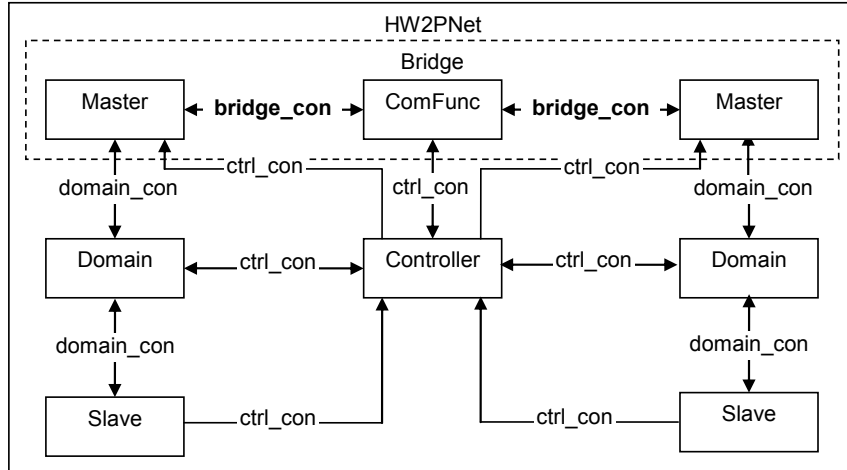 HW2PNet
Bridge
Master bridge_con ComFunc bridge_con Master
ctrl_con ctrl_con
domain_con ctrl_con domain_con
Domain ctrl_con Controller ctrl_con Domain
domain_con domain_con
Slave ctrl_con ctrl_con Slave